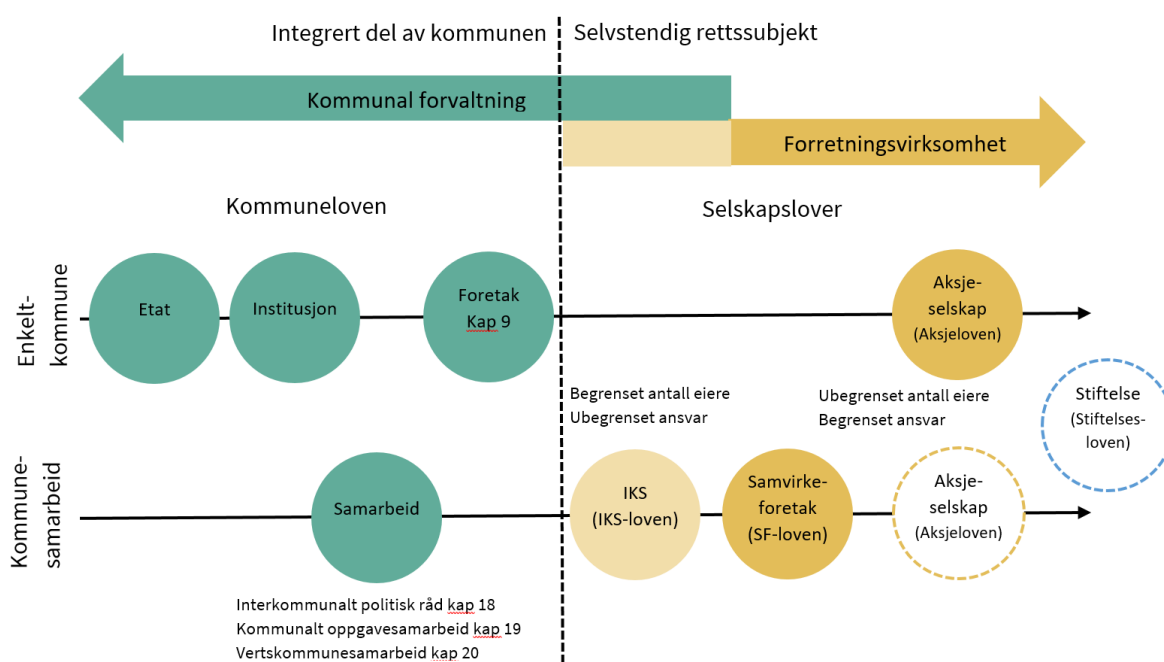 Integrert del av kommunen
Selvstendig rettssubjekt
Kommunal forvaltning
Forretningsvirksomhet
Kommuneloven
Selskapslover
Enkelt-
kommune
Etat
Institusjon
Foretak
Kap 9
Aksje-
selskap
(Aksjeloven)
Begrenset antall eiere
Ubegrenset ansvar
Ubegrenset antall eiere
Begrenset ansvar
Stiftelse
(Stiftelses-
loven)
Kommune-
samarbeid
Samarbeid
IKS
(IKS-loven)
Samvirke-
foretak
(SF-loven)
Aksje-
selskap
(Aksjeloven)
Interkommunalt politisk råd kap 18
Kommunalt oppgavesamarbeid kap 19
Vertskommunesamarbeid kap 20